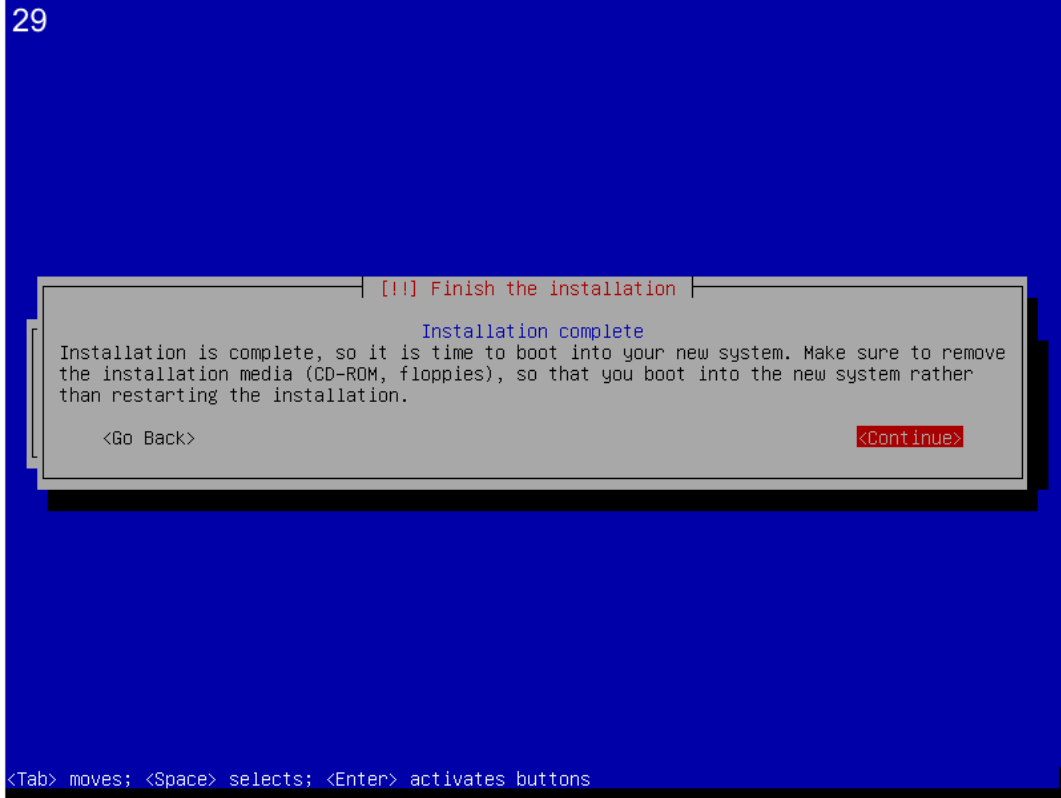 29
[!!] Finish the installation
Installation complete
Installation is complete, so it is time to boot into your new system. Make sure to remove
the installation media (CD-ROM, floppies), so that you boot into the new system rather
than restarting the installation.
<Go Back> <Continue>
<Tab> moves; <Space> selects; <Enter> activates buttons